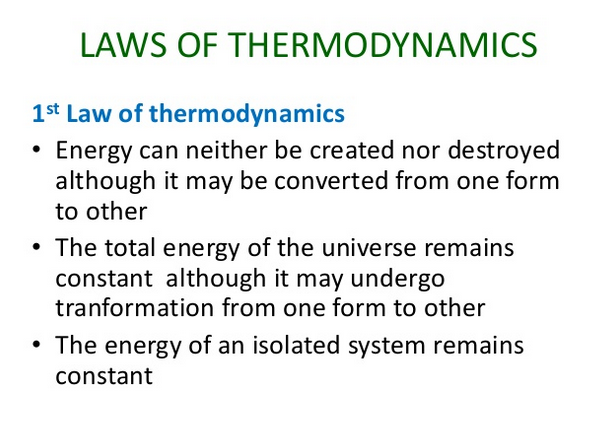 LAWS OF THERMODYNAMICS
1st Law of thermodynamics
• Energy can neither be created nor destroyed
although it may be converted from one form
to other
• The total energy of the universe remains
constant  although it may undergo
tranformation from one form to other
• The energy of an isolated system remains
constant